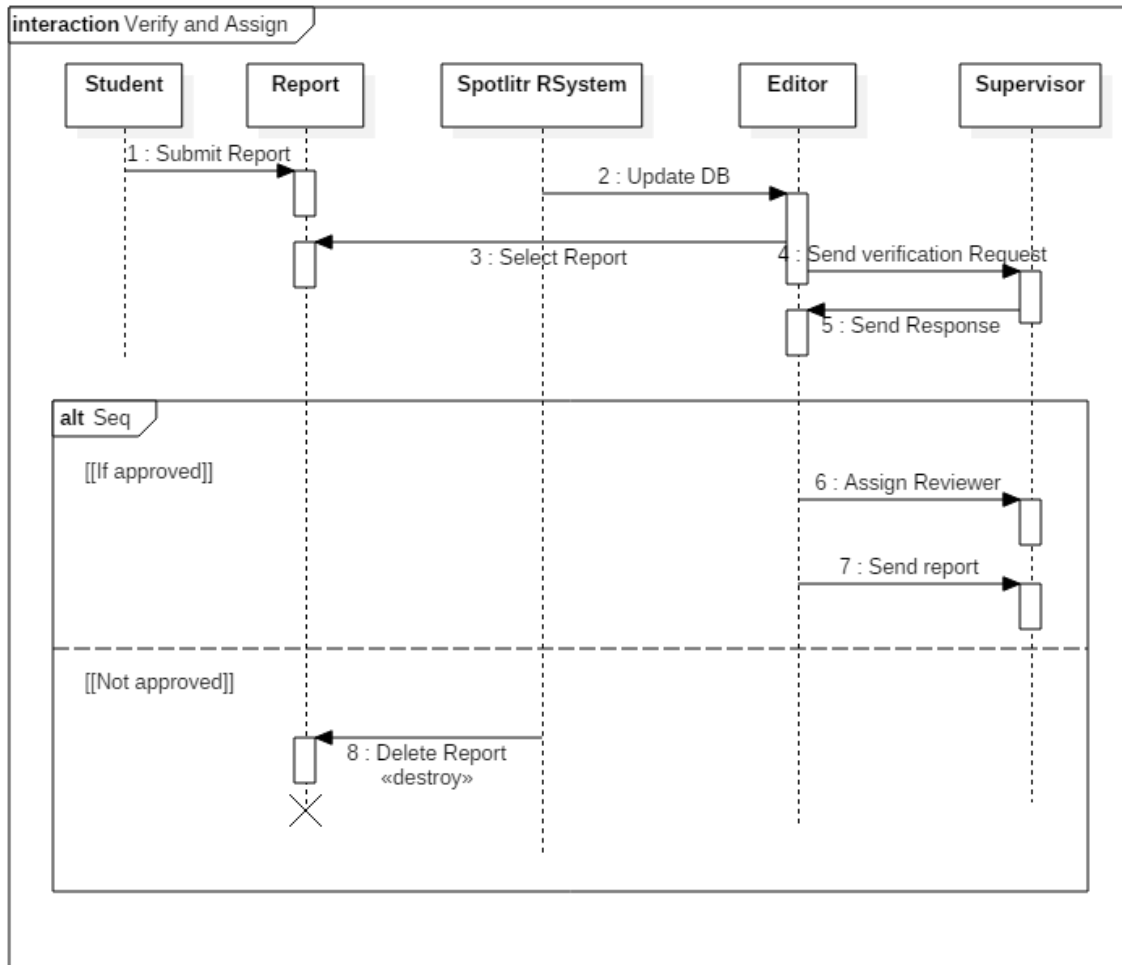 interaction Verify and Assign
Student
Report
Spotlitr RSystem
Editor
Supervisor
1 : Submit Report
2 : Update DB
3 : Select Report
4 : Send verification Request
5 : Send Response
alt Seq
[[If approved]]
6 : Assign Reviewer
7 : Send report
[[Not approved]]
8 : Delete Report
«destroy»